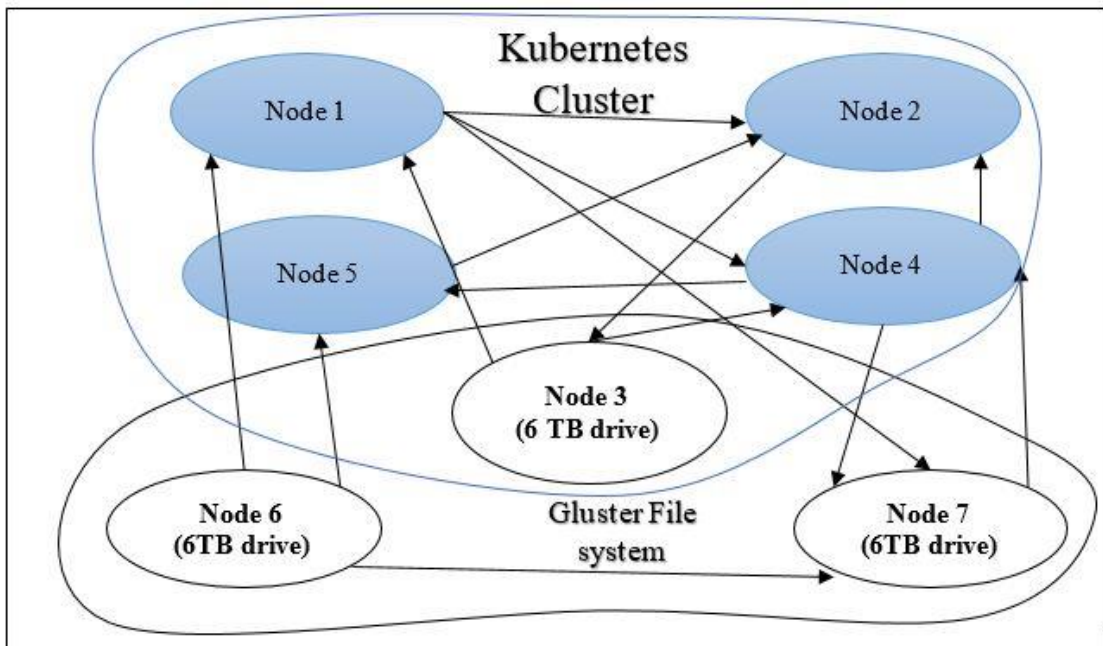 Kubernetes
Cluster
Node 1
Node 2
Node 5
Node 4
Node 3
(6 TB drive)
Node 6
(6TB drive)
Gluster File
system
Node 7
(6TB drive)